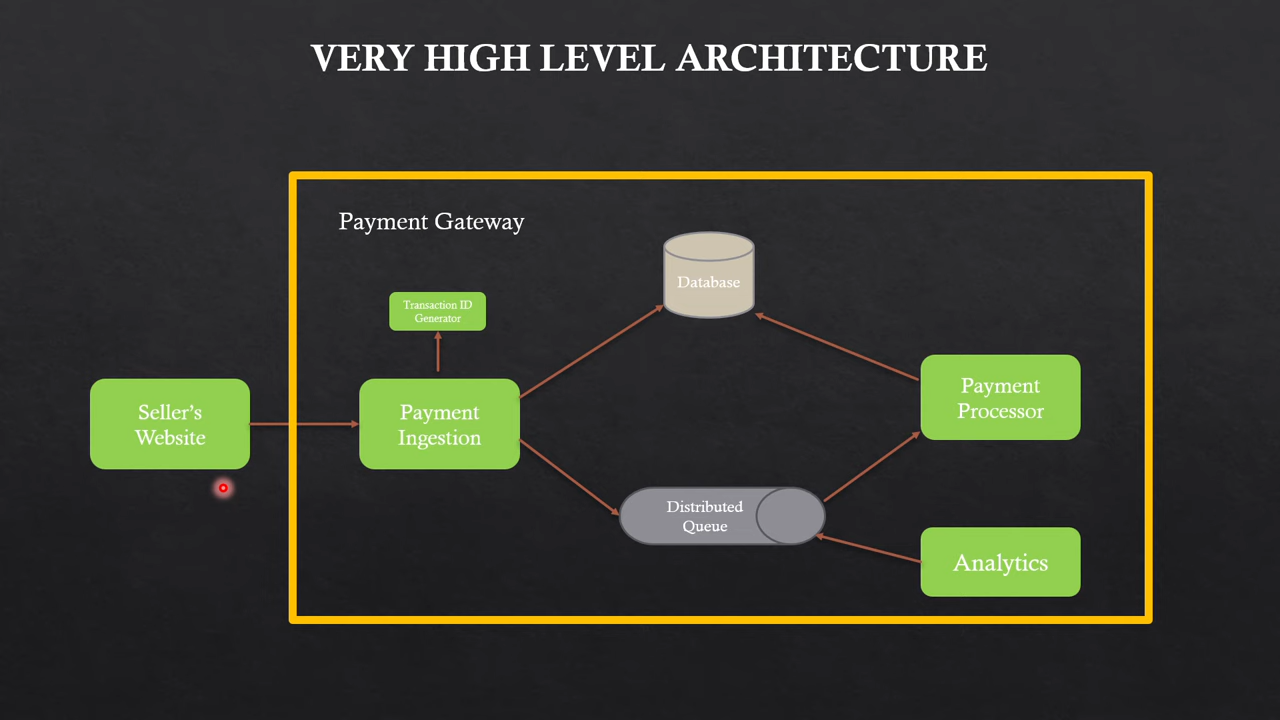 VERY HIGH LEVEL ARCHITECTURE
Payment Gateway
Database
Transaction ID
Generator
Seller’s
Website
Payment
Ingestion
Payment
Processor
Distributed
Queue
Analytics